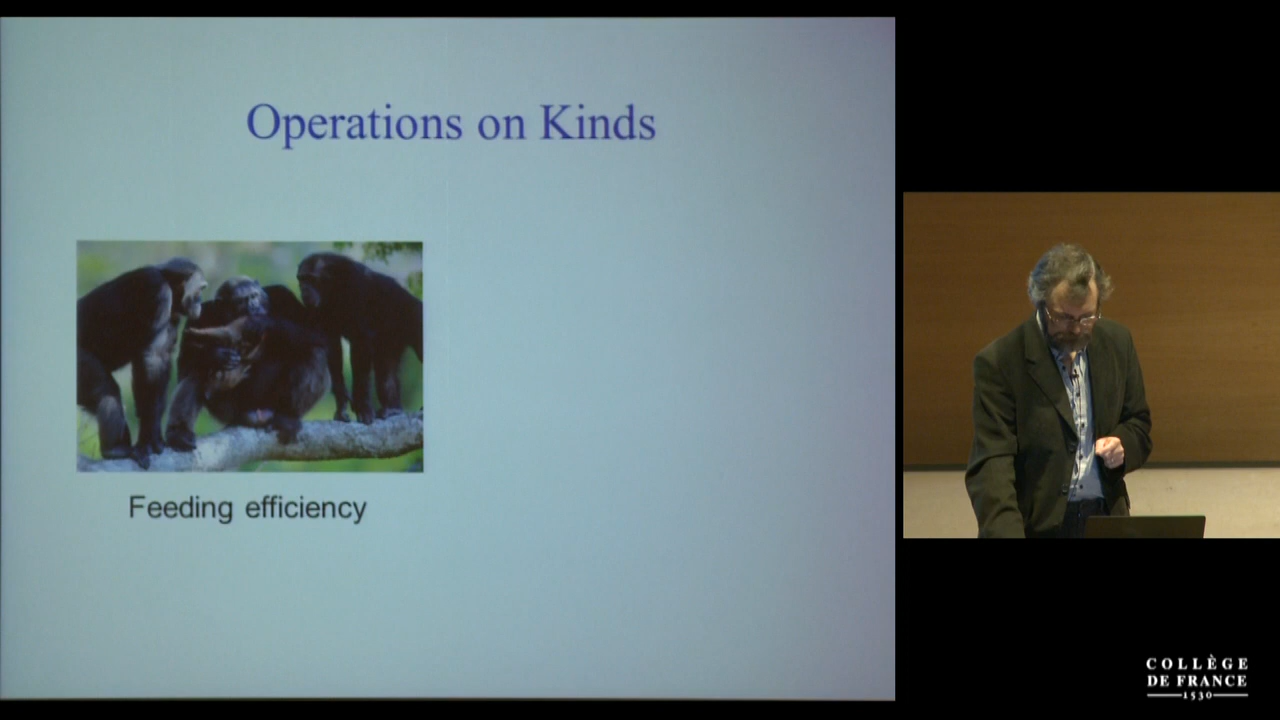 Operations on Kinds
Feeding efficiency
COLLÈGE
DE FRANCE
1530